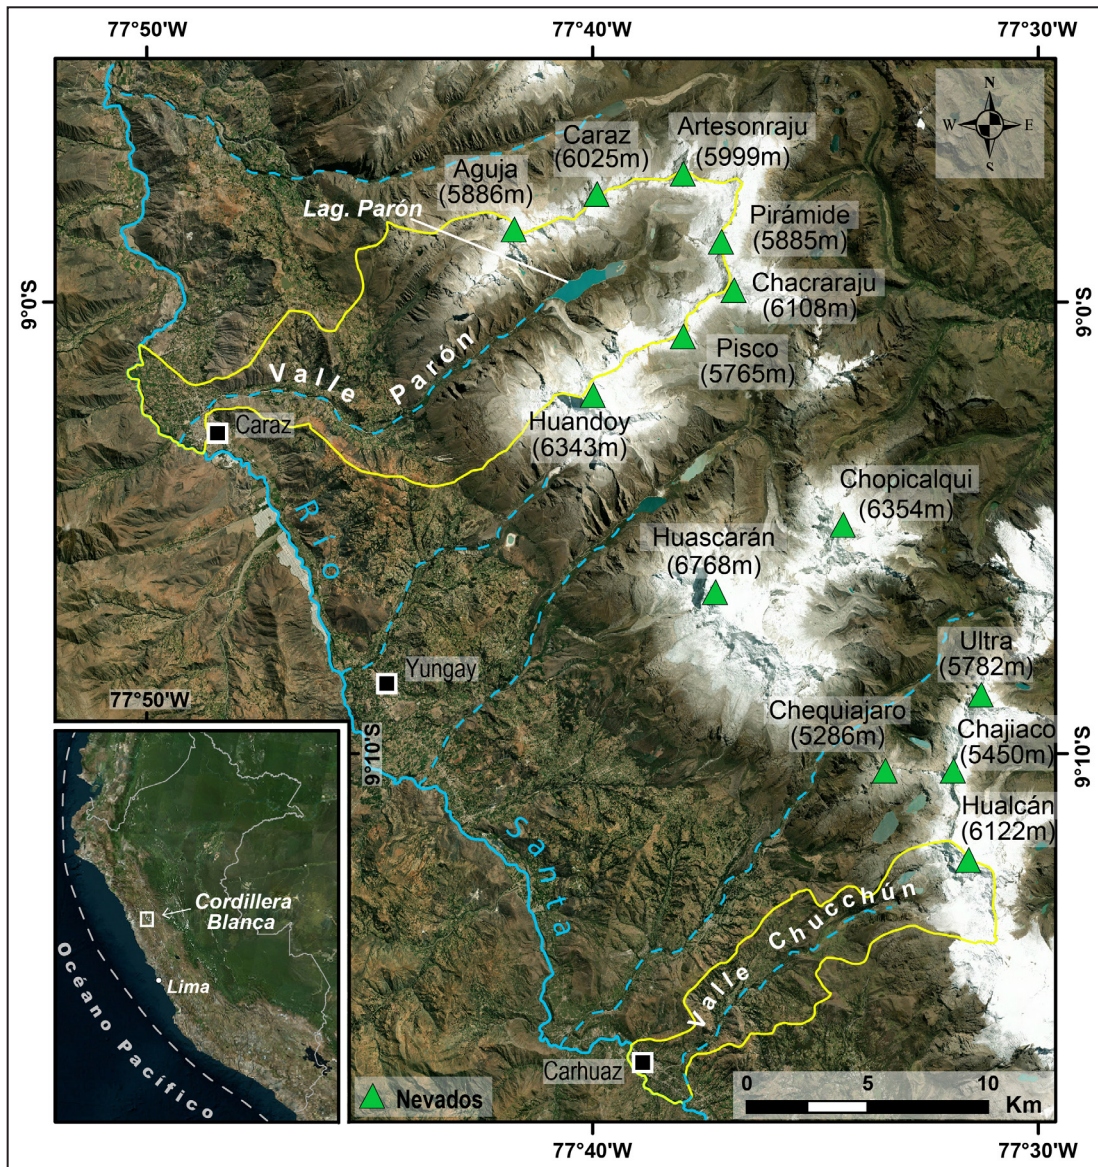 77°50'W
77°40'W
77°30'W
N
W
E
S
Artesonraju
(5999m)
Caraz
(6025m)
Aguja
(5886m)
Lag. Parón
Pirámide
(5885m)
Chacraraju
(6108m)
9°0'S
9°0'S
Pisco
(5765m)
Valle Parón
Huandoy
(6343m)
Caraz
Chopicalqui
(6354m)
Huascarán
(6768m)
Río Santa
Ultra
(5782m)
Yungay
77°50'W
Chequiajaro
(5286m)
Chajiaco
(5450m)
9°10'S
9°10'S
Hualcán
(6122m)
Valle Chucchún
Cordillera
Blanca
Lima
Océano Pacífico
Carhuaz
Nevados
0
5
10
Km
77°40'W
77°30'W